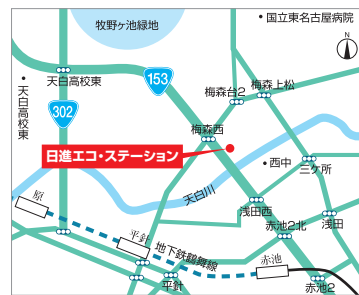 牧野ヶ池緑地
国立東名古屋病院
N
153
天白高校東
天白高校東
梅森台2
梅森上松
302
梅森西
日進エコ・ステーション
西中
三ケ所
天白川
原
浅田西
浅田
赤池2北
平針
地下鉄鶴舞線
赤池
平針
赤池2